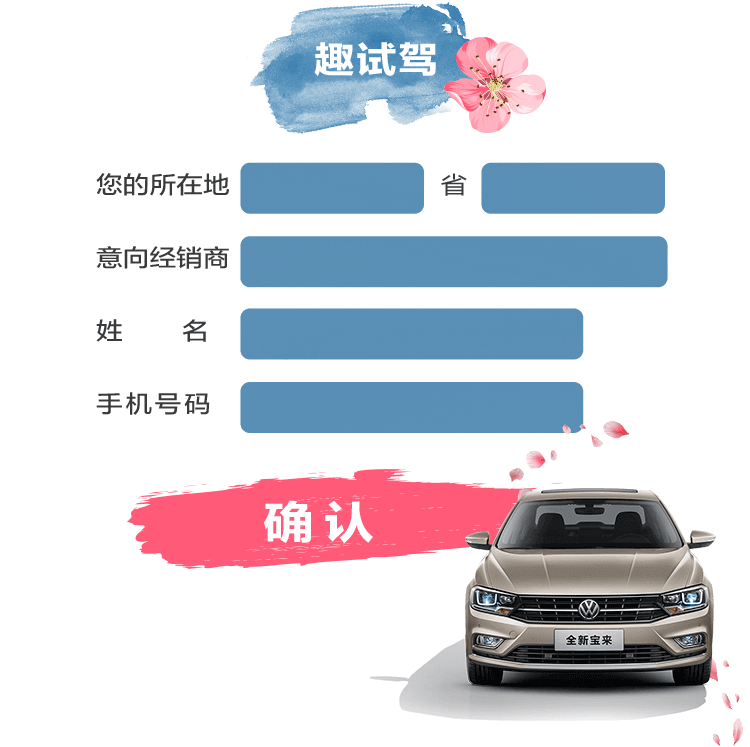 趣试驾
您的所在地 省
意向经销商
姓 名
手机号码
确认
全新宝来